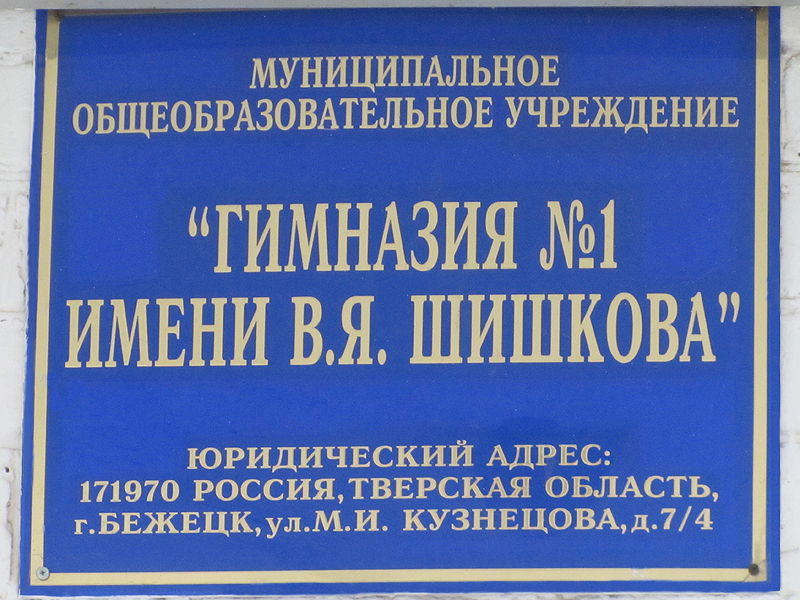 МУНИЦИПАЛЬНОЕ
ОБЩЕОБРАЗОВАТЕЛЬНОЕ УЧРЕЖДЕНИЕ
“ГИМНАЗИЯ №1
ИМЕНИ В.Я. ШИШКОВА”
ЮРИДИЧЕСКИЙ АДРЕС:
171970 РОССИЯ, ТВЕРСКАЯ ОБЛАСТЬ,
г.БЕЖЕЦК, ул.М.И. КУЗНЕЦОВА, д.7/4